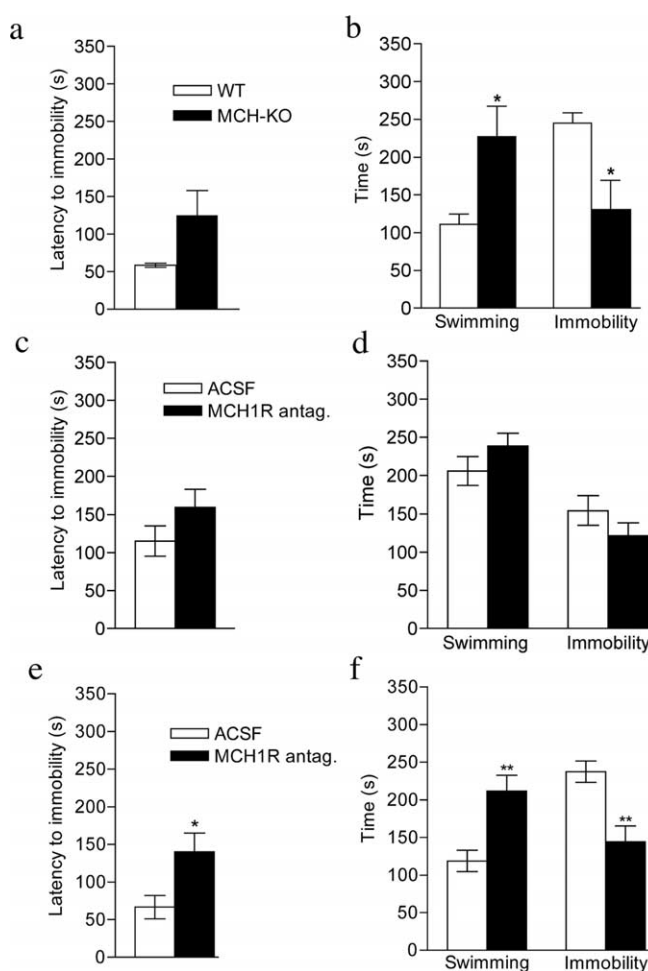 a
Latency to immobility (s)
350
300
250
200
150
100
50
0
WT
MCH-KO
b
Time (s)
350
300
250
200
150
100
50
0
*
*
Swimming Immobility
c
Latency to immobility (s)
350
300
250
200
150
100
50
0
ACSF
MCH1R antag.
d
Time (s)
350
300
250
200
150
100
50
0
Swimming Immobility
e
Latency to immobility (s)
350
300
250
200
150
100
50
0
ACSF
MCH1R antag.
*
f
Time (s)
350
300
250
200
150
100
50
0
**
**
Swimming Immobility